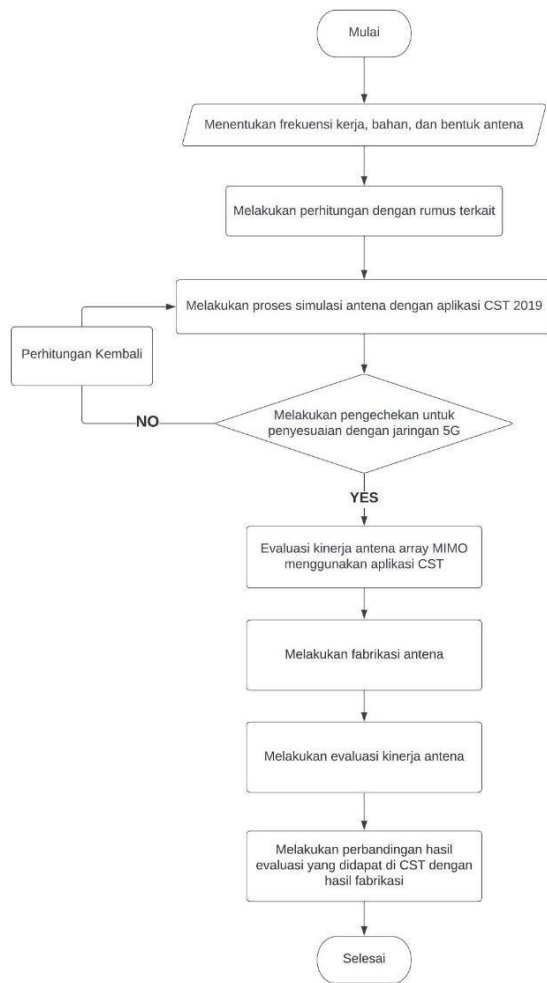 Mulai
Menentukan frekuensi kerja, bahan, dan bentuk antena
Melakukan perhitungan dengan rumus terkait
Melakukan proses simulasi antena dengan aplikasi CST 2019
Perhitungan Kembali
Melakukan pengechekan untuk
penyesuaian dengan jaringan 5G
NO
YES
Evaluasi kinerja antena array MIMO
menggunakan aplikasi CST
Melakukan fabrikasi antena
Melakukan evaluasi kinerja antena
Melakukan perbandingan hasil
evaluasi yang didapat di CST dengan
hasil fabrikasi
Selesai